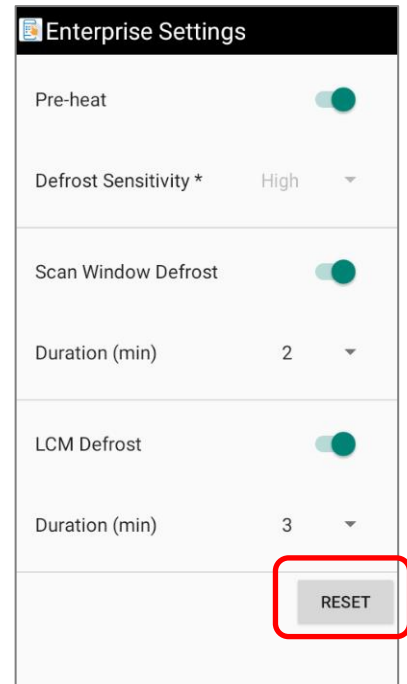 Enterprise Settings
Pre-heat
Defrost Sensitivity * High
Scan Window Defrost
Duration (min) 2
LCM Defrost
Duration (min) 3
RESET